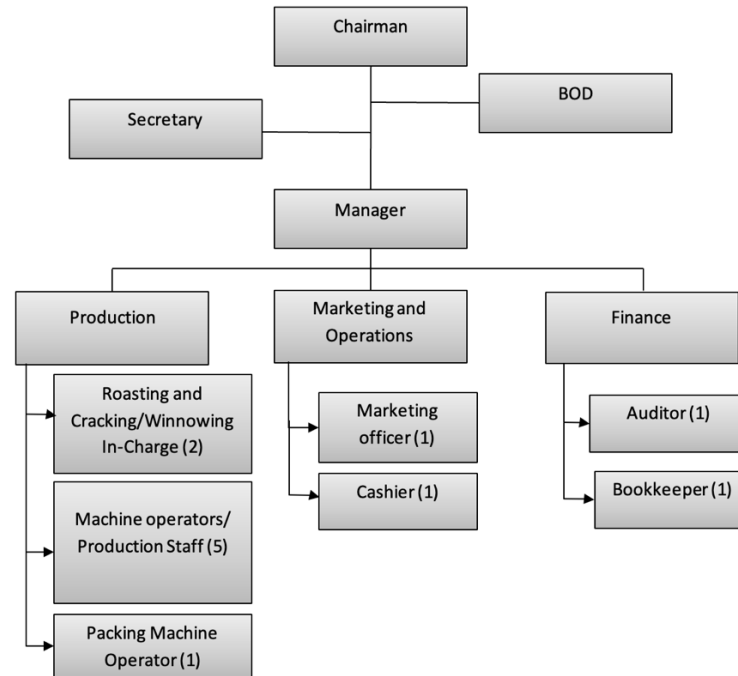 Chairman
BOD
Secretary
Manager
Production
Marketing and
Operations
Finance
Roasting and
Cracking/Winnowing
In-Charge (2)
Marketing
officer (1)
Auditor (1)
Machine operators/
Production Staff (5)
Cashier (1)
Bookkeeper (1)
Packing Machine
Operator (1)